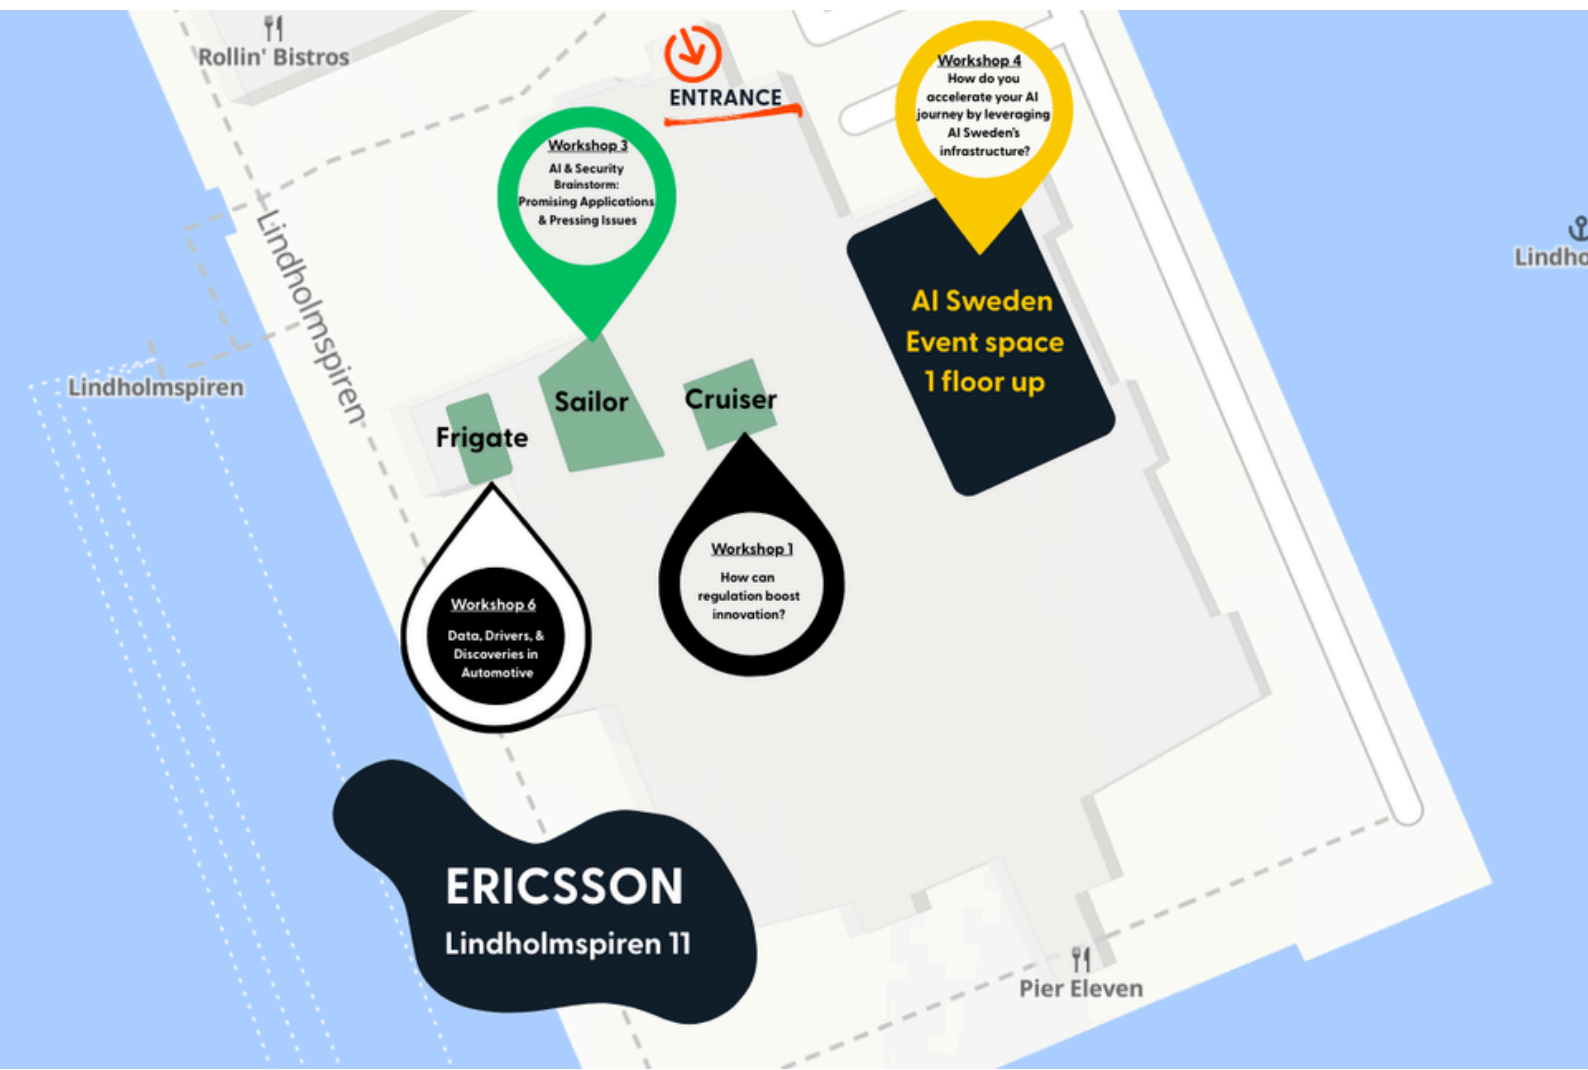 Rollin' Bistros
ENTRANCE
Workshop 4
How do you
accelerate your AI
journey by leveraging
AI Sweden's
infrastructure?
Workshop 3
AI & Security
Brainstorm:
Promising Applications
& Pressing Issues
Lindholmspiren
Lindho
AI Sweden
Event space
1 floor up
Lindholmspiren
Sailor
Cruiser
Frigate
Workshop 1
How can
regulation boost
innovation?
Workshop 6
Data, Drivers, &
Discoveries in
Automotive
ERICSSON
Lindholmspiren 11
Pier Eleven